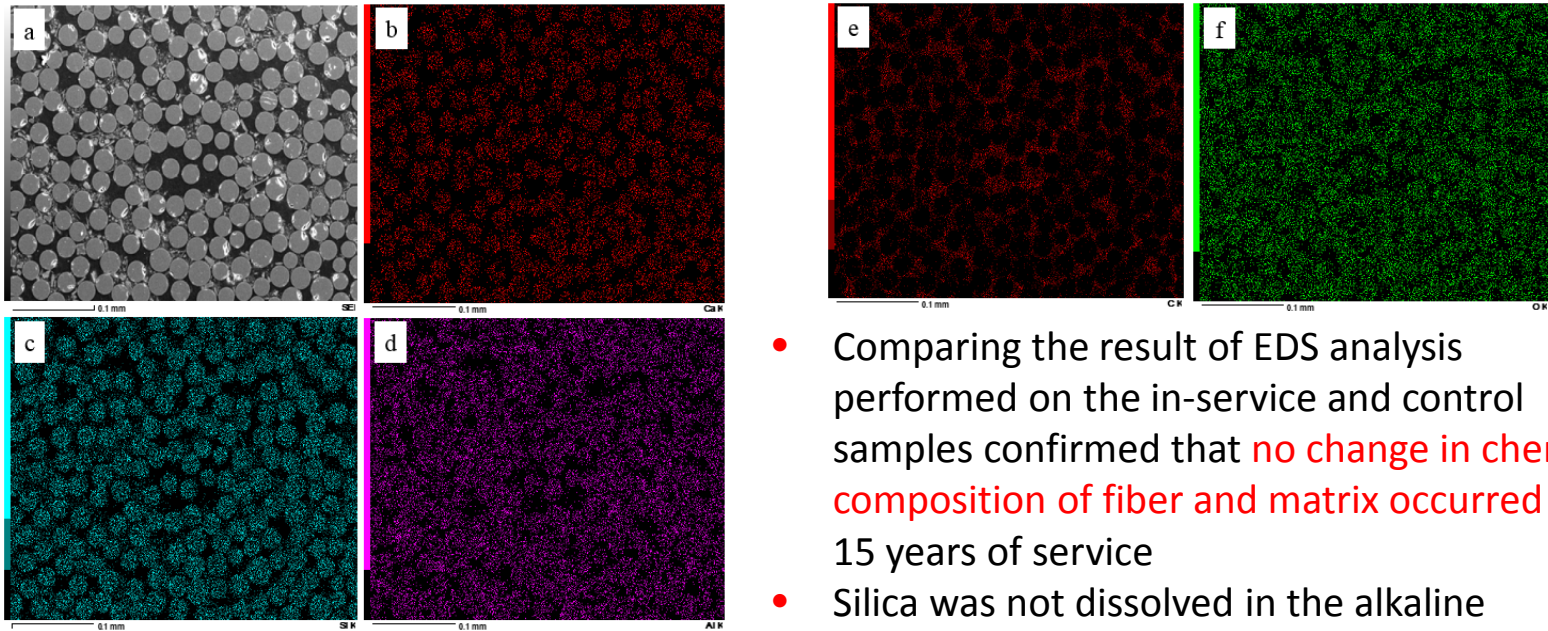 a
b
0.1 mm
SEI
0.1 mm
Ca K
c
d
0.1 mm
Si K
0.1 mm
Al K
e
f
0.1 mm
C K
0.1 mm
O K
• Comparing the result of EDS analysis
performed on the in-service and control
samples confirmed that no change in che
composition of fiber and matrix occurred
15 years of service
• Silica was not dissolved in the alkaline